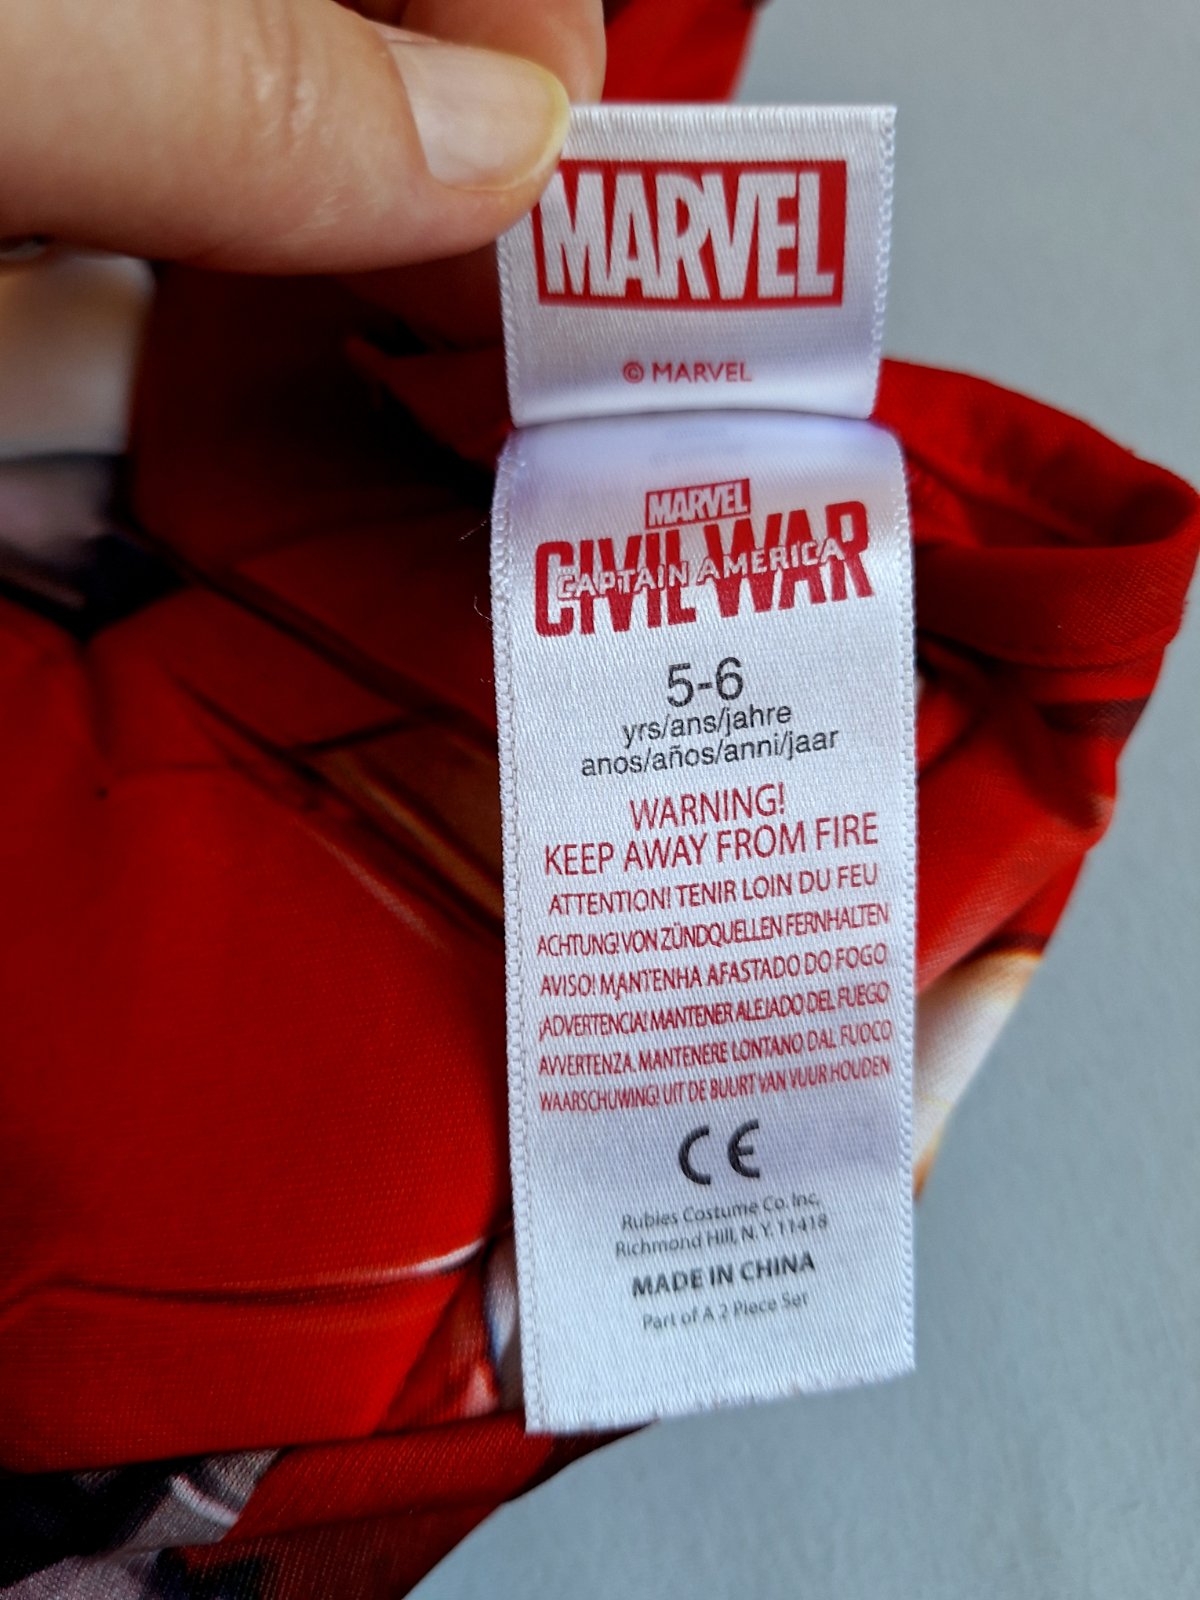 MARVEL
© MARVEL
MARVEL
CIVIL WAR
CAPTAIN AMERICA
5-6
yrs/ans/jahre
anos/años/anni/jaar
WARNING!
KEEP AWAY FROM FIRE
ATTENTION! TENIR LOIN DU FEU
ACHTUNG! VON ZÜNDQUELLEN FERNHALTEN
AVISO! MANTENHA AFASTADO DO FOGO
¡ADVERTENCIA! MANTENER ALEJADO DEL FUEGO
AVVERTENZA. MANTENERE LONTANO DAL FUOCO
WAARSCHUWING! UIT DE BUURT VAN VUUR HOUDEN
CE
Rubies Costume Co. Inc,
Richmond Hill, N. Y. 11418
MADE IN CHINA
Part of A 2 Piece Set